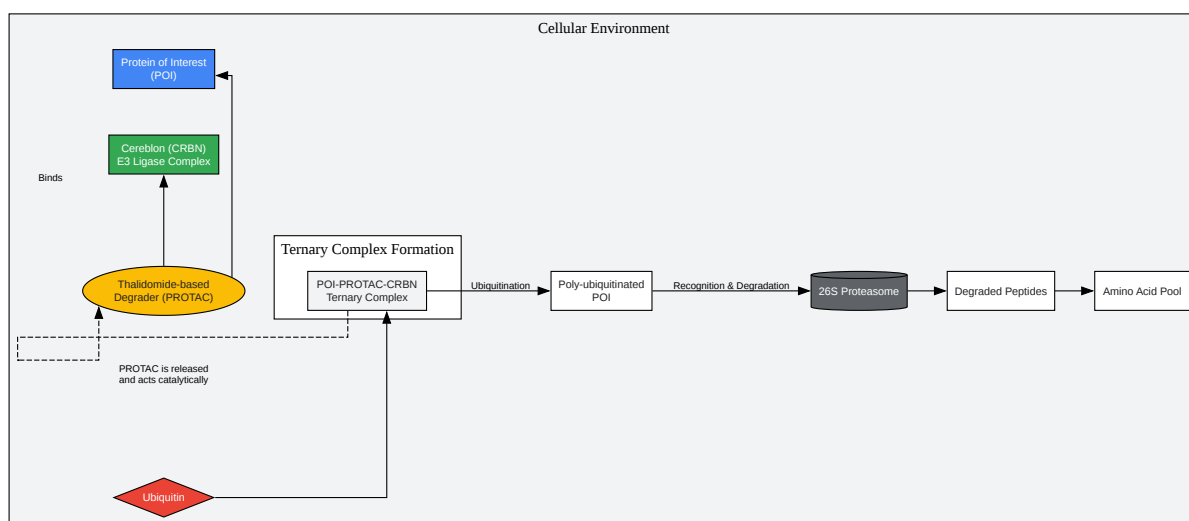 Cellular Environment
Protein of Interest
(POI)
Cereblon (CRBN)
E3 Ligase Complex
Binds
Ternary Complex Formation
Thalidomide-based
Degrader (PROTAC)
POI-PROTAC-CRBN
Ternary Complex
Ubiquitination
Poly-ubiquitinated
POI
Recognition & Degradation
26S Proteasome
Degraded Peptides
Amino Acid Pool
PROTAC is released
and acts catalytically
Ubiquitin